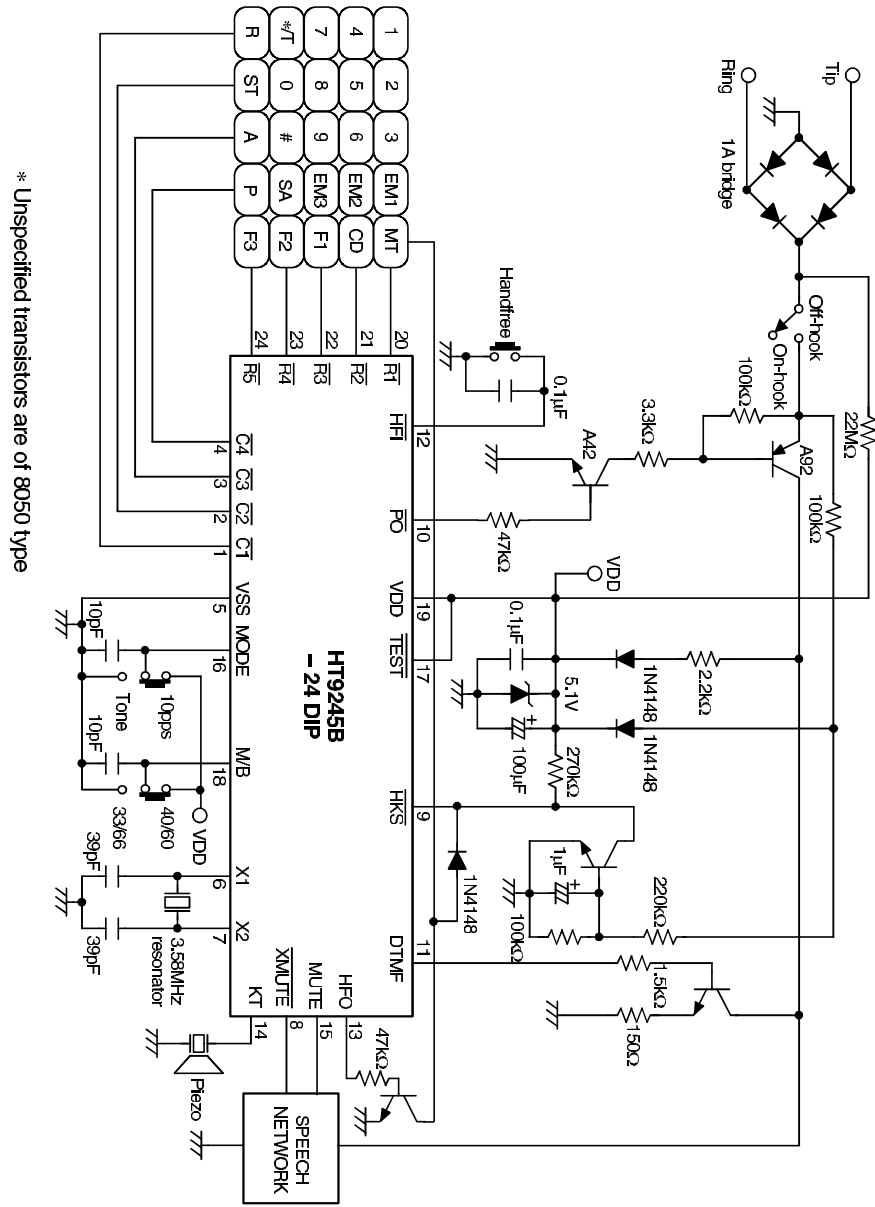 Tip
Ring
1A bridge
Off-hook
On-hook
22MΩ
100kΩ
A92
100kΩ
3.3kΩ
A42
47kΩ
Handfree
0.1µF
VDD
0.1µF
5.1V
100µF
+
1N4148
2.2kΩ
1N4148
270kΩ
1µF
+
100kΩ
220kΩ
1N4148
1.5kΩ
150Ω
47kΩ
1 2 3 EM1 MT
4 5 6 EM2 CD
7 8 9 EM3 F1
*/T 0 # SA F2
R ST A P F3
20 21 22 23 24
R1 R2 R3 R4 R5
12 HFI
10 PO
19 VDD
17 TEST
9 HKS
11 DTMF
HT9245B
– 24 DIP
C4 4
C3 3
C2 2
C1 1
VSS 5
MODE 16
M/B 18
X1 6
X2 7
HFO 13
MUTE 15
XMUTE 8
KT 14
10pF
Tone
10pps
10pF
33/66
40/60
VDD
39pF
39pF
3.58MHz
resonator
Piezo
SPEECH
NETWORK
* Unspecified transistors are of 8050 type